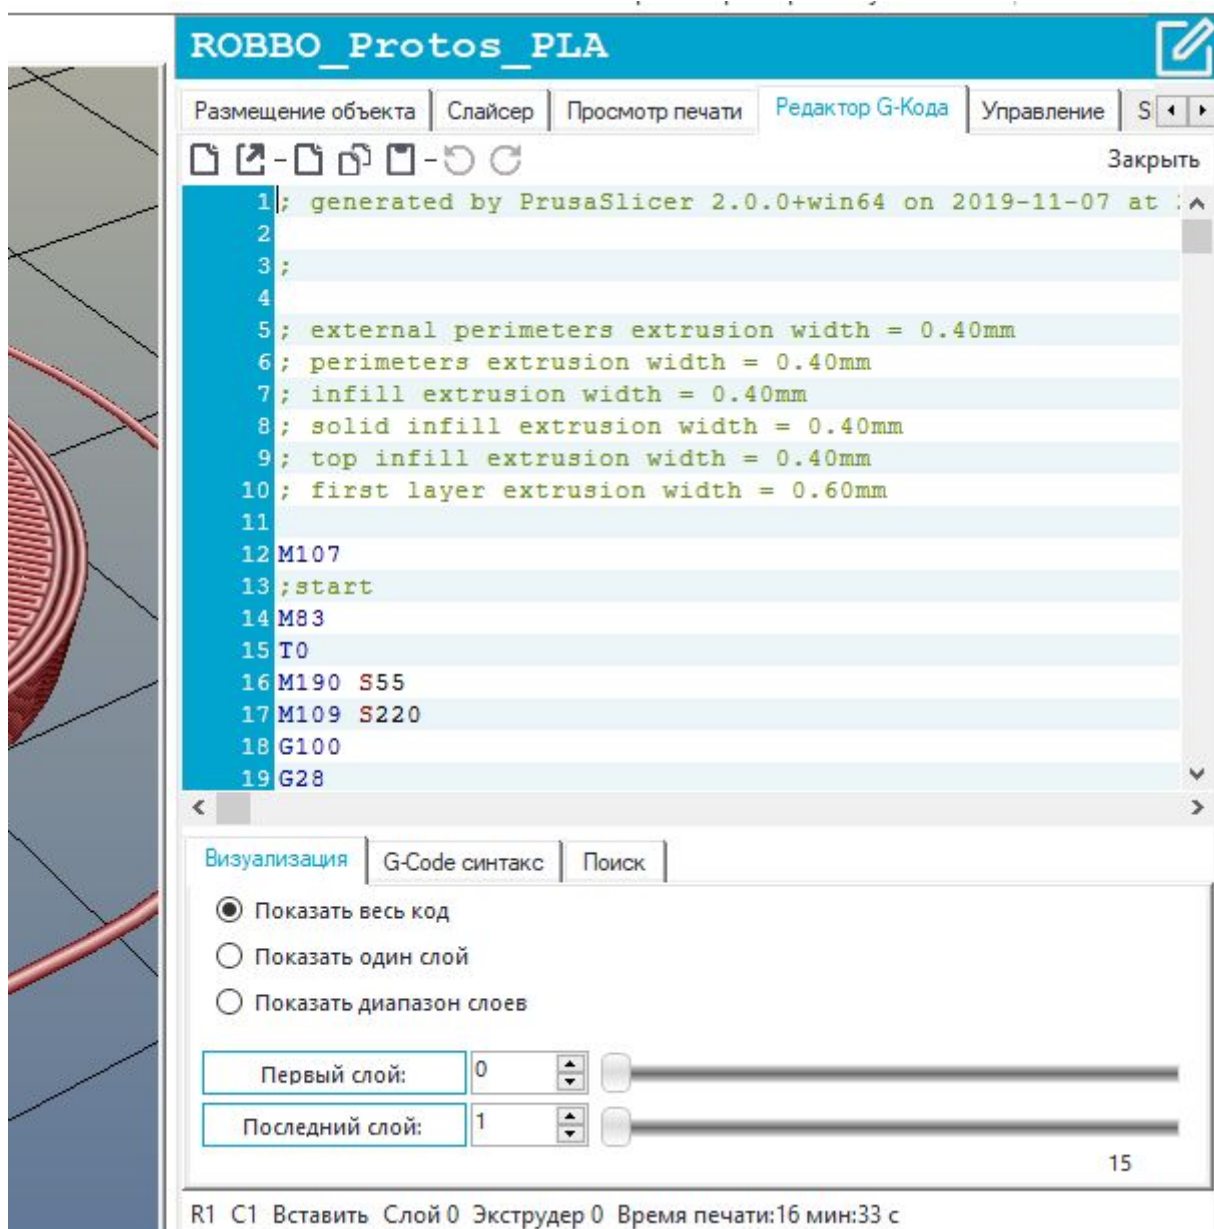 ROBBO_Protos_PLA
Размещение объекта Слайсер Просмотр печати Редактор G-Кода Управление S
Закрыть
1 ; generated by PrusaSlicer 2.0.0+win64 on 2019-11-07 at
2
3 ;
4
5 ; external perimeters extrusion width = 0.40mm
6 ; perimeters extrusion width = 0.40mm
7 ; infill extrusion width = 0.40mm
8 ; solid infill extrusion width = 0.40mm
9 ; top infill extrusion width = 0.40mm
10 ; first layer extrusion width = 0.60mm
11
12 M107
13 ;start
14 M83
15 T0
16 M190 S55
17 M109 S220
18 G100
19 G28
Визуализация G-Code синтакс Поиск
Показать весь код
Показать один слой
Показать диапазон слоев
Первый слой: 0
Последний слой: 1
15
R1 C1 Вставить Слой 0 Экструдер 0 Время печати:16 мин:33 с